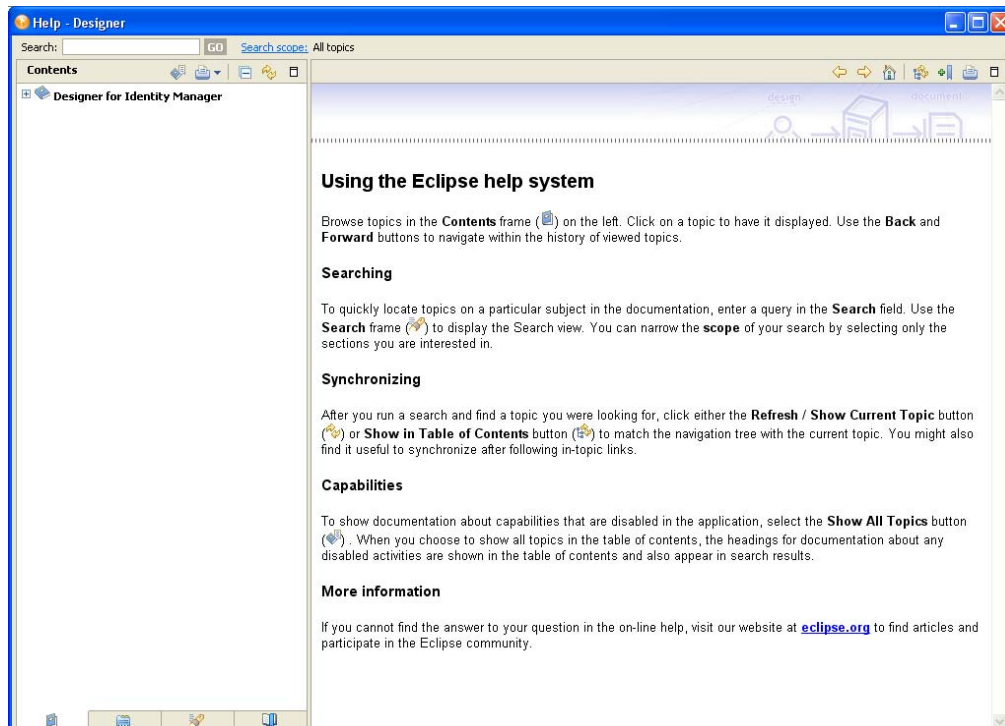 Help - Designer
Search:
GO
Search scope: All topics
Contents
Designer for Identity Manager
design
document
Using the Eclipse help system
Browse topics in the Contents frame ( ) on the left. Click on a topic to have it displayed. Use the Back and
Forward buttons to navigate within the history of viewed topics.
Searching
To quickly locate topics on a particular subject in the documentation, enter a query in the Search field. Use the
Search frame ( ) to display the Search view. You can narrow the scope of your search by selecting only the
sections you are interested in.
Synchronizing
After you run a search and find a topic you were looking for, click either the Refresh / Show Current Topic button
( ) or Show in Table of Contents button ( ) to match the navigation tree with the current topic. You might also
find it useful to synchronize after following in-topic links.
Capabilities
To show documentation about capabilities that are disabled in the application, select the Show All Topics button
( ) . When you choose to show all topics in the table of contents, the headings for documentation about any
disabled activities are shown in the table of contents and also appear in search results.
More information
If you cannot find the answer to your question in the on-line help, visit our website at eclipse.org to find articles and
participate in the Eclipse community.